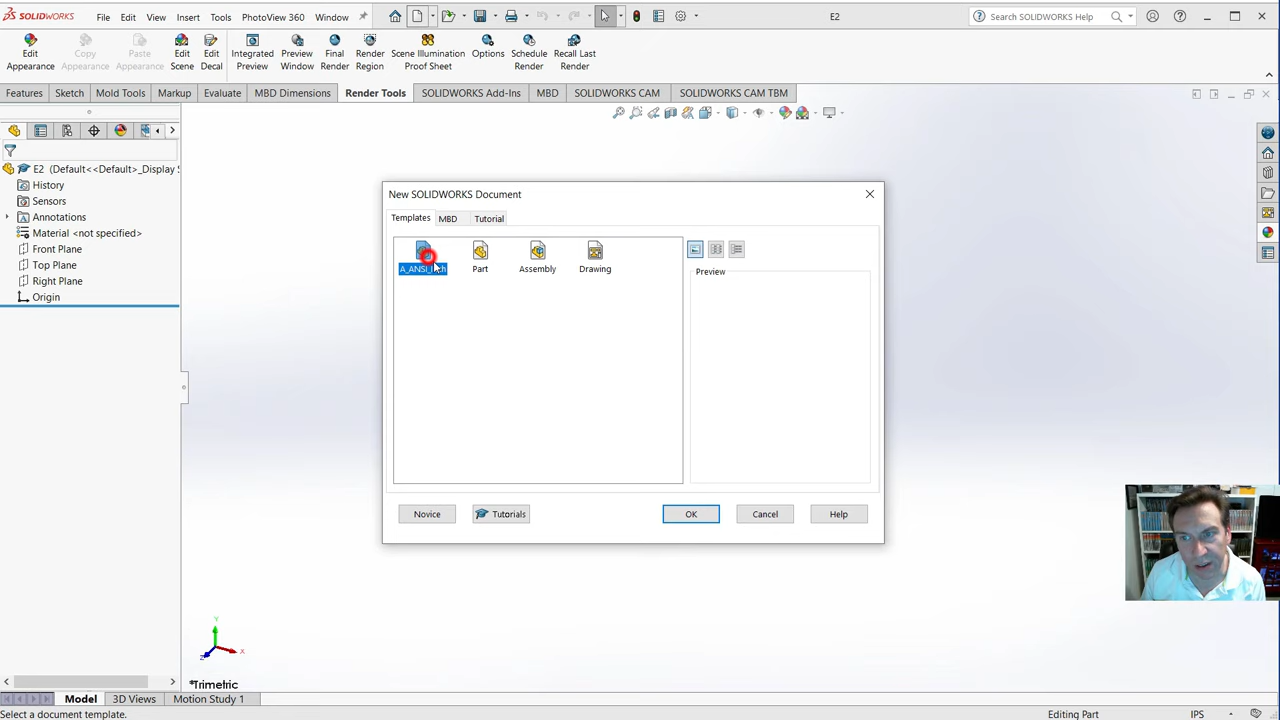 SOLIDWORKS File Edit View Insert Tools PhotoView 360 Window E2 Search SOLIDWORKS Help
Edit Appearance Copy Appearance Paste Appearance Edit Scene Edit Decal Integrated Preview Preview Window Final Render Render Region Scene Illumination Proof Sheet Options Schedule Render Recall Last Render
Features Sketch Mold Tools Markup Evaluate MBD Dimensions Render Tools SOLIDWORKS Add-Ins MBD SOLIDWORKS CAM SOLIDWORKS CAM TBM
E2 (Default<<Default>_Display S
History
Sensors
Annotations
Material <not specified>
Front Plane
Top Plane
Right Plane
Origin
New SOLIDWORKS Document
Templates MBD Tutorial
Part Assembly Drawing
Preview
Novice Tutorials OK Cancel Help
Y
X
Z
*Trimetric
Model 3D Views Motion Study 1
Select a document template. Editing Part IPS